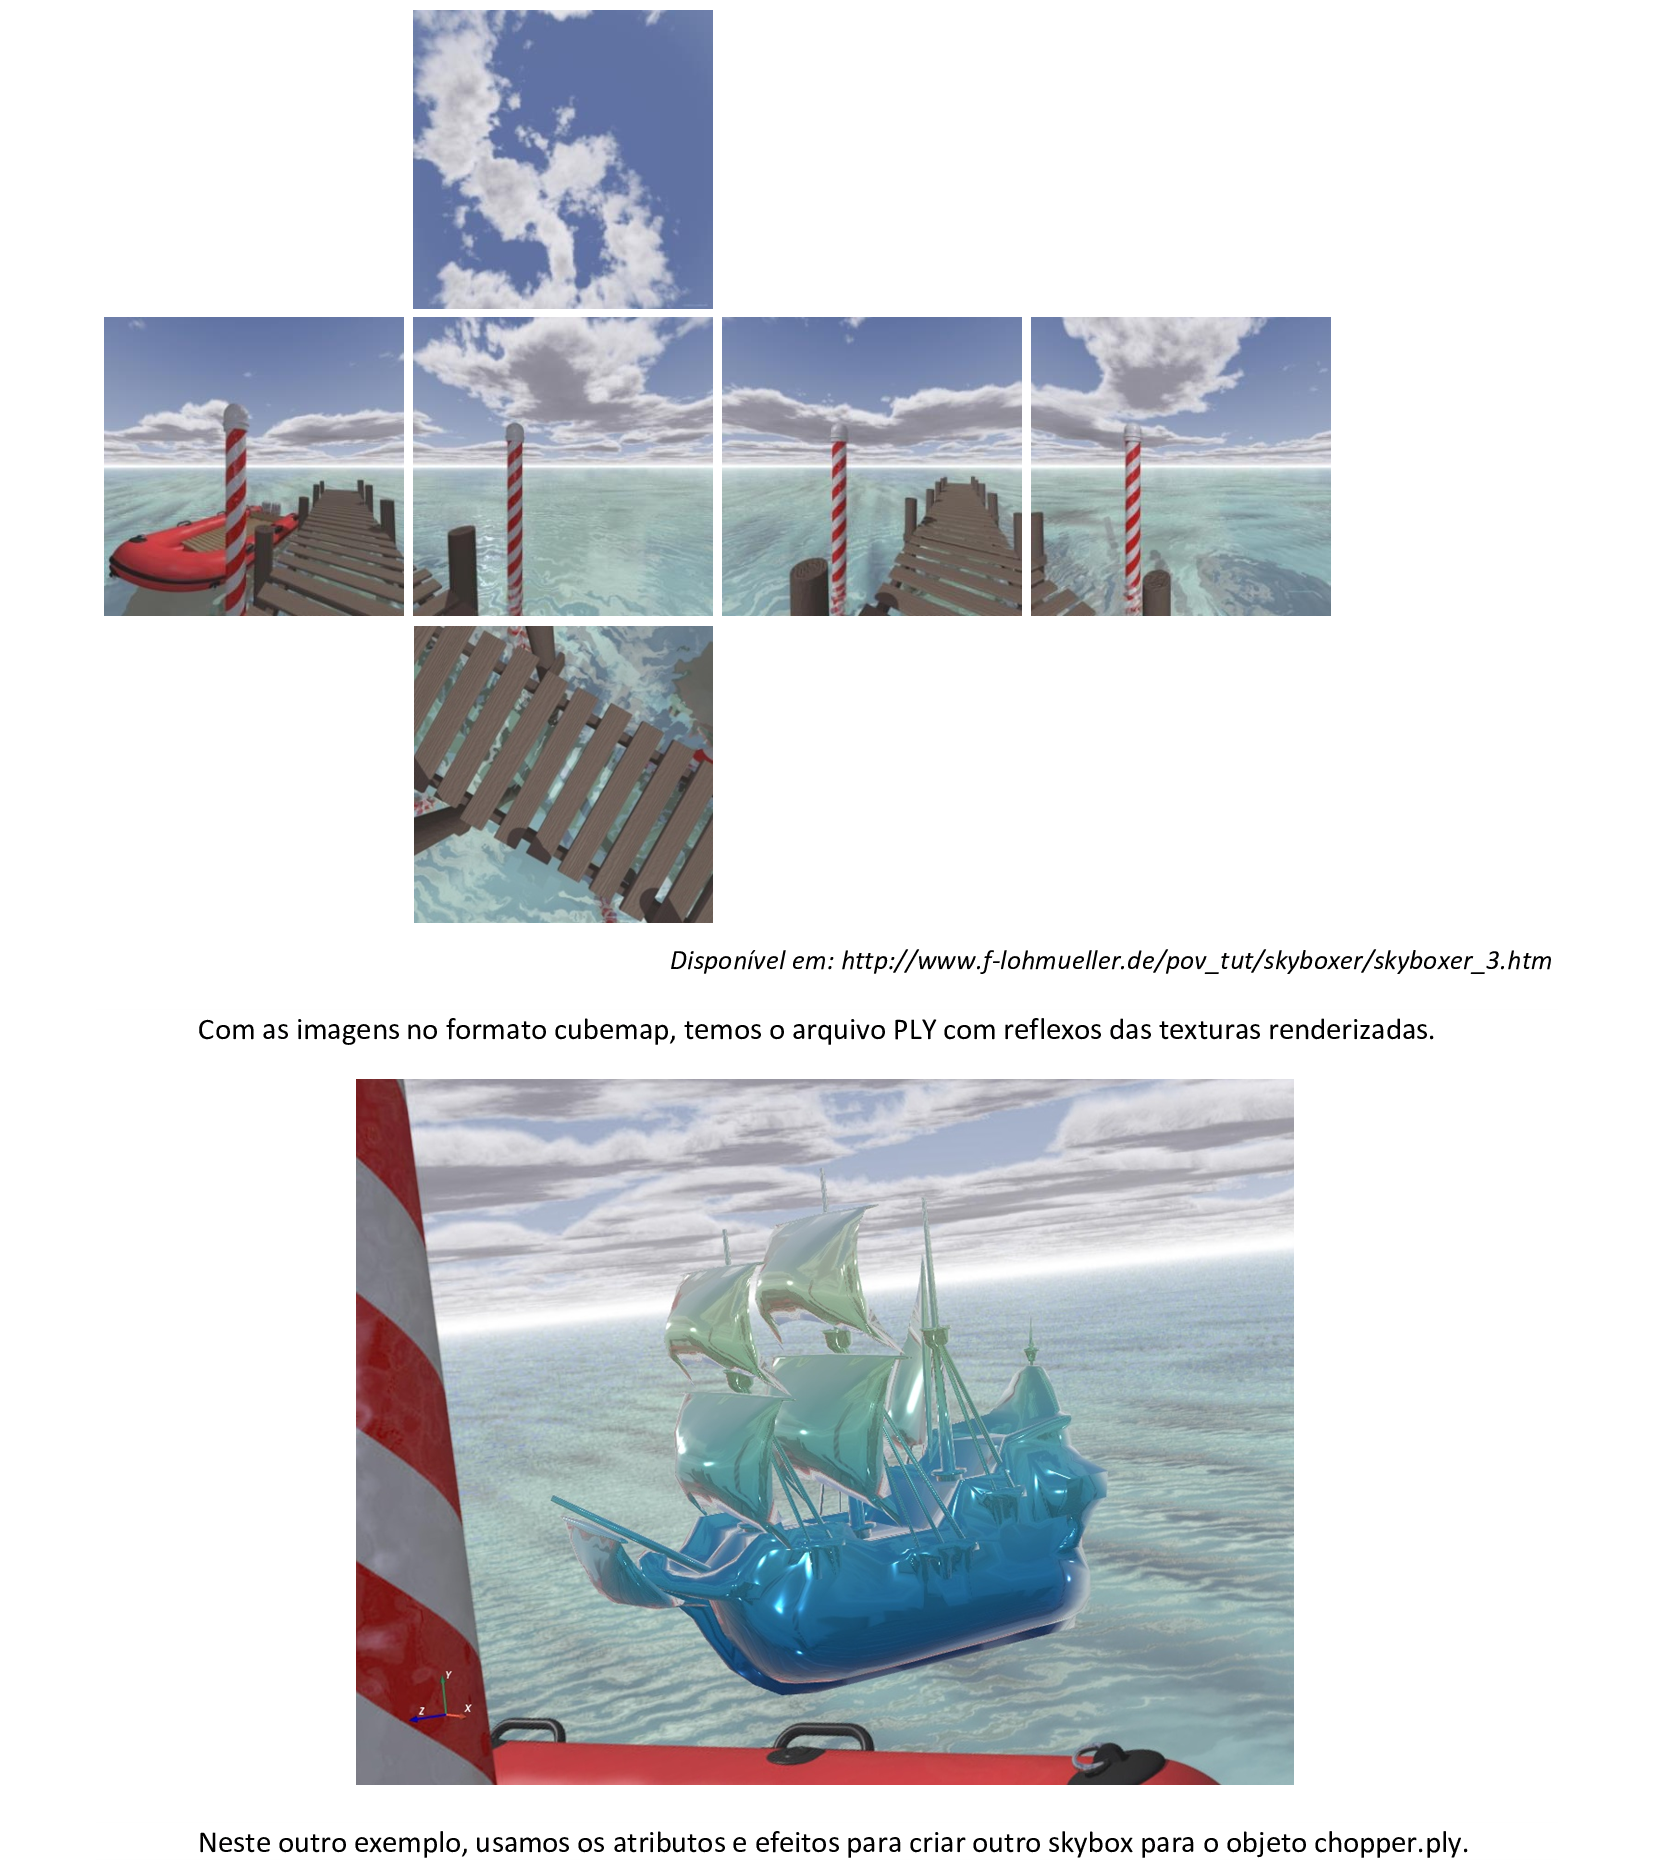 Disponível em: http://www.f-lohmueller.de/pov_tut/skyboxer/skyboxer_3.htm
Com as imagens no formato cubemap, temos o arquivo PLY com reflexos das texturas renderizadas.
Y
Z
X
Neste outro exemplo, usamos os atributos e efeitos para criar outro skybox para o objeto chopper.ply.